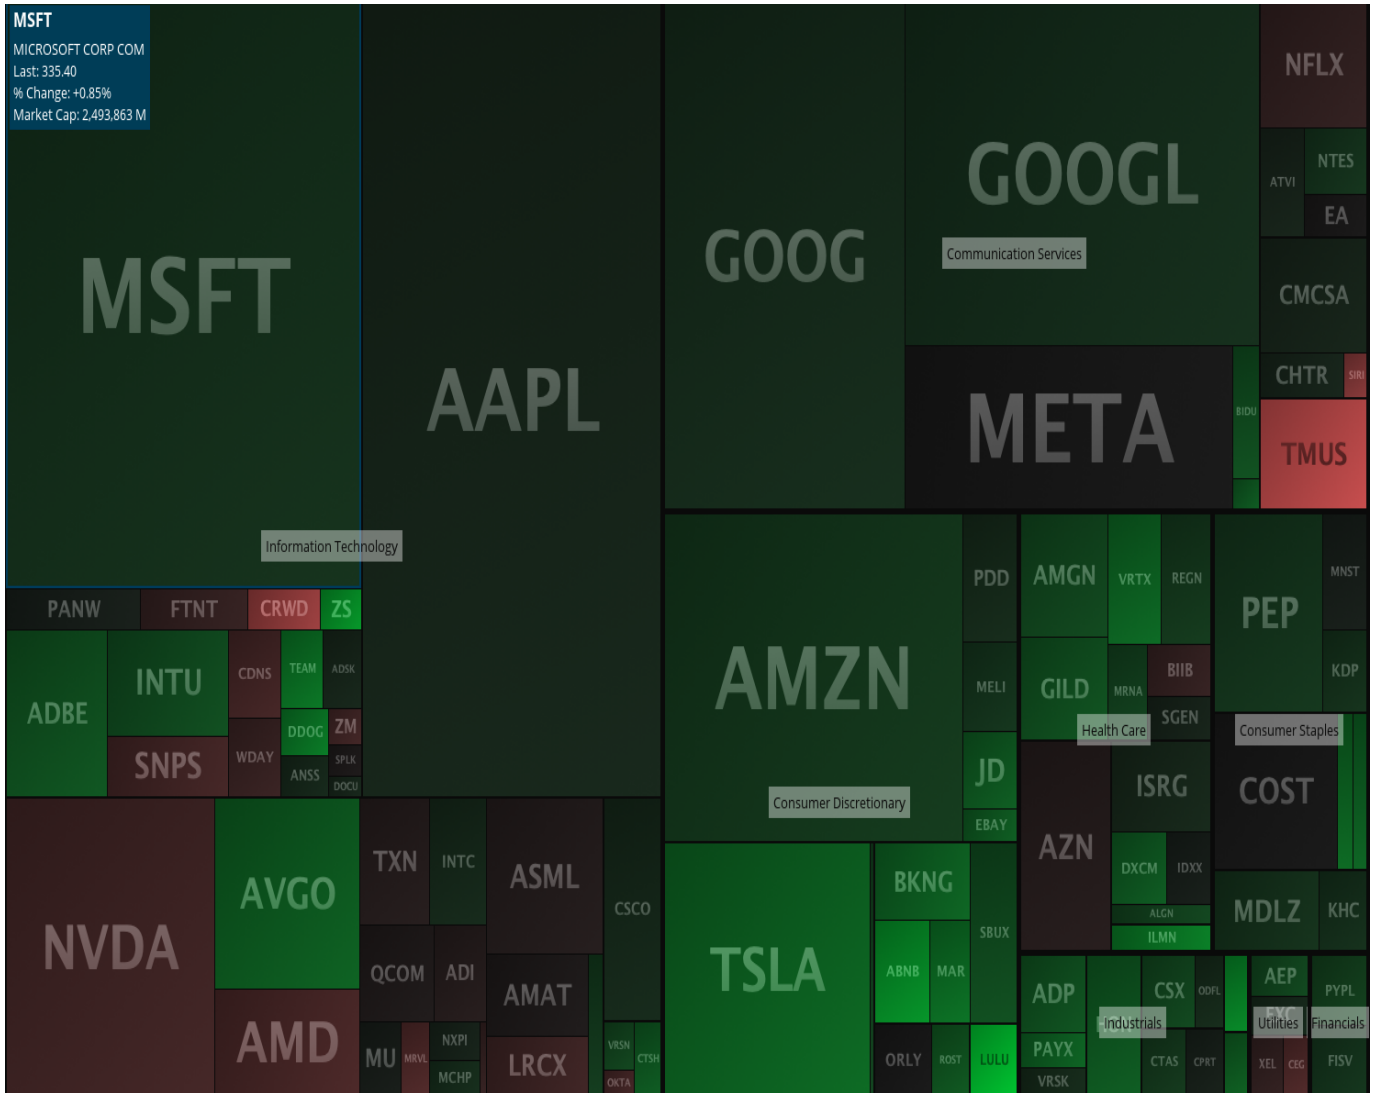 MSFT
MICROSOFT CORP COM
Last: 335.40
% Change: +0.85%
Market Cap: 2,493,863 M
MSFT
AAPL
Information Technology
PANW
FTNT
CRWD
ZS
ADBE
INTU
SNPS
CDNS
WDAY
TEAM
ADSK
DDOG
ZM
ANSS
SPLK
DOCU
NVDA
AVGO
AMD
TXN
INTC
QCOM
ADI
MU
MRVL
NXPI
MCHP
ASML
AMAT
LRCX
CSCO
VRSN
CTSH
OKTA
GOOG
GOOGL
Communication Services
META
BIDU
NFLX
ATVI
NTES
EA
CMCSA
CHTR
SIRI
TMUS
AMZN
Consumer Discretionary
PDD
MELI
JD
EBAY
TSLA
BKNG
SBUX
ABNB
MAR
ORLY
ROST
LULU
AMGN
VRTX
REGN
GILD
MRNA
BIIB
SGEN
Health Care
AZN
ISRG
DXCM
IDXX
ALGN
ILMN
PEP
MNST
KDP
Consumer Staples
COST
MDLZ
KHC
ADP
PAYX
VRSK
HON
Industrials
CSX
ODFL
CTAS
CPRT
AEP
EXC
Utilities
XEL
CEG
PYPL
Financials
FISV